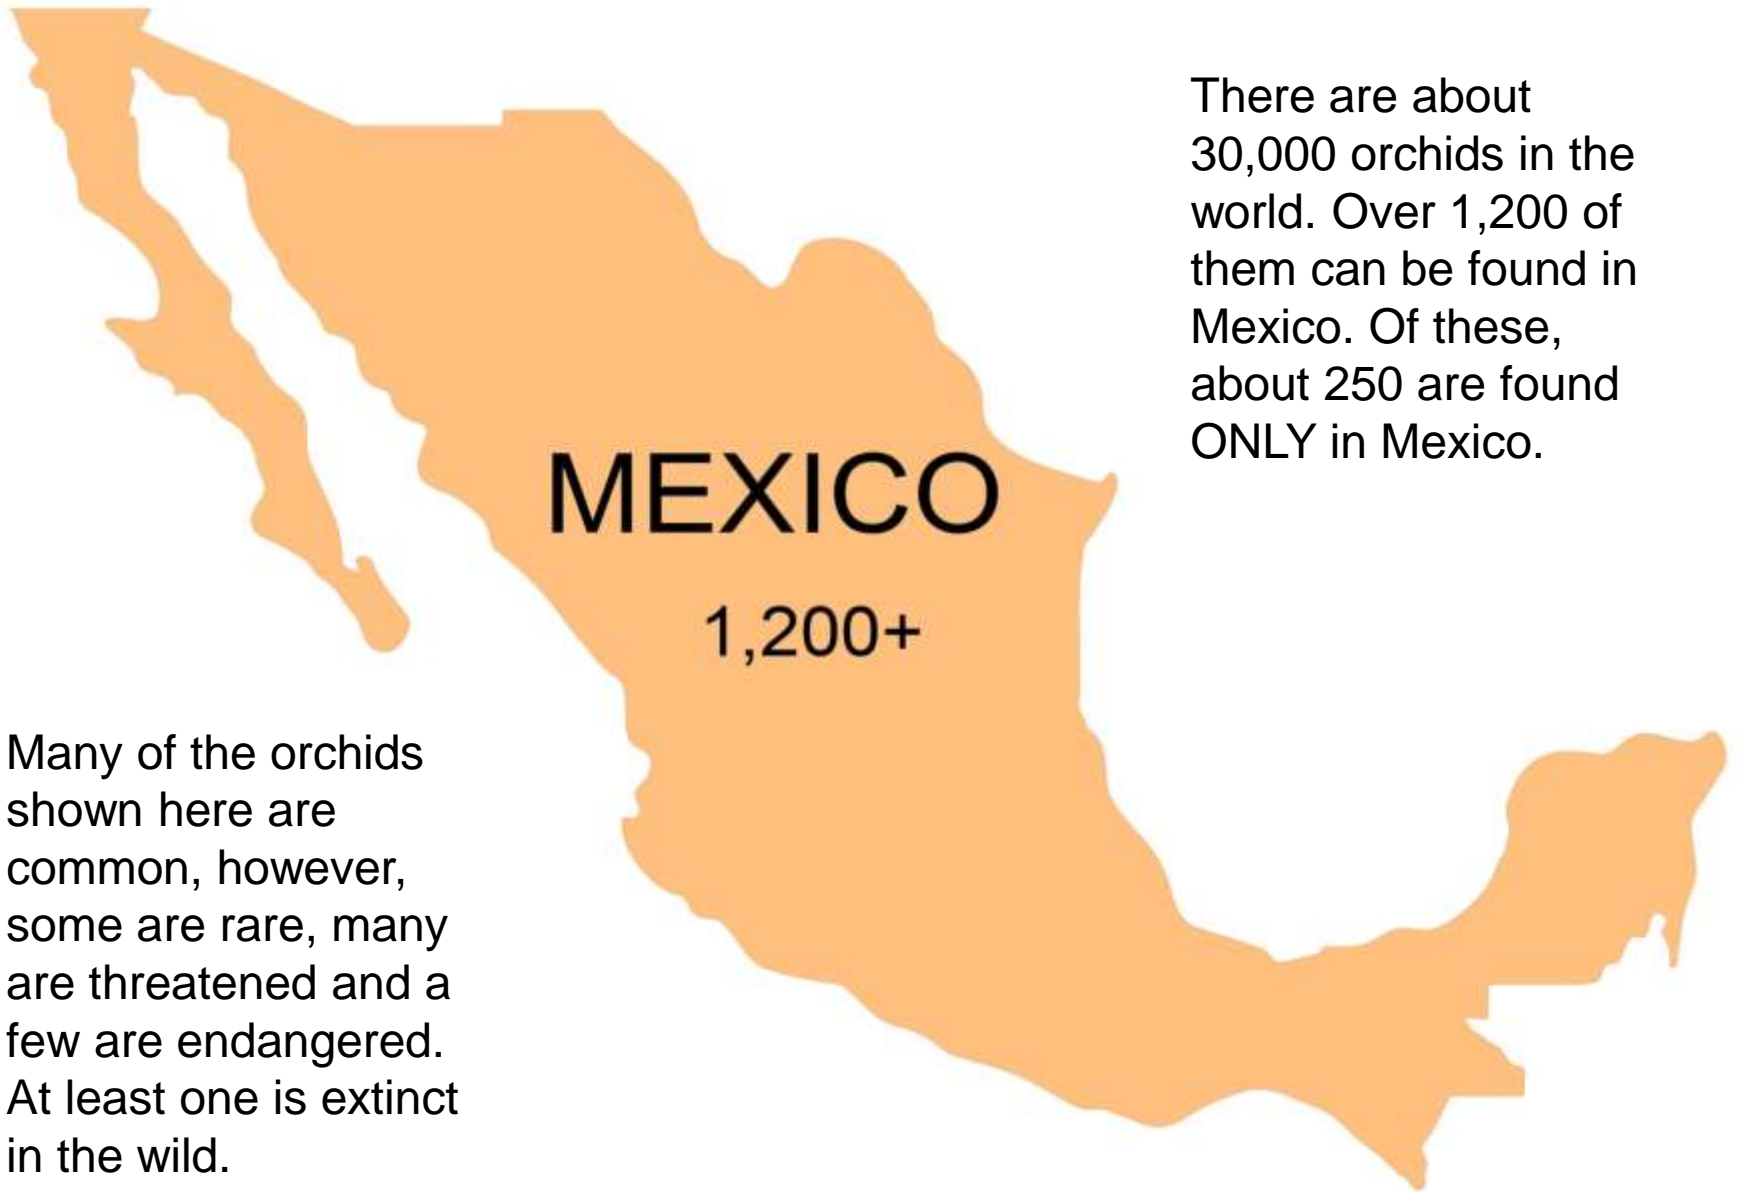 There are about
30,000 orchids in the
world. Over 1,200 of
them can be found in
Mexico. Of these,
about 250 are found
ONLY in Mexico.
MEXICO
1,200+
Many of the orchids
shown here are
common, however,
some are rare, many
are threatened and a
few are endangered.
At least one is extinct
in the wild.